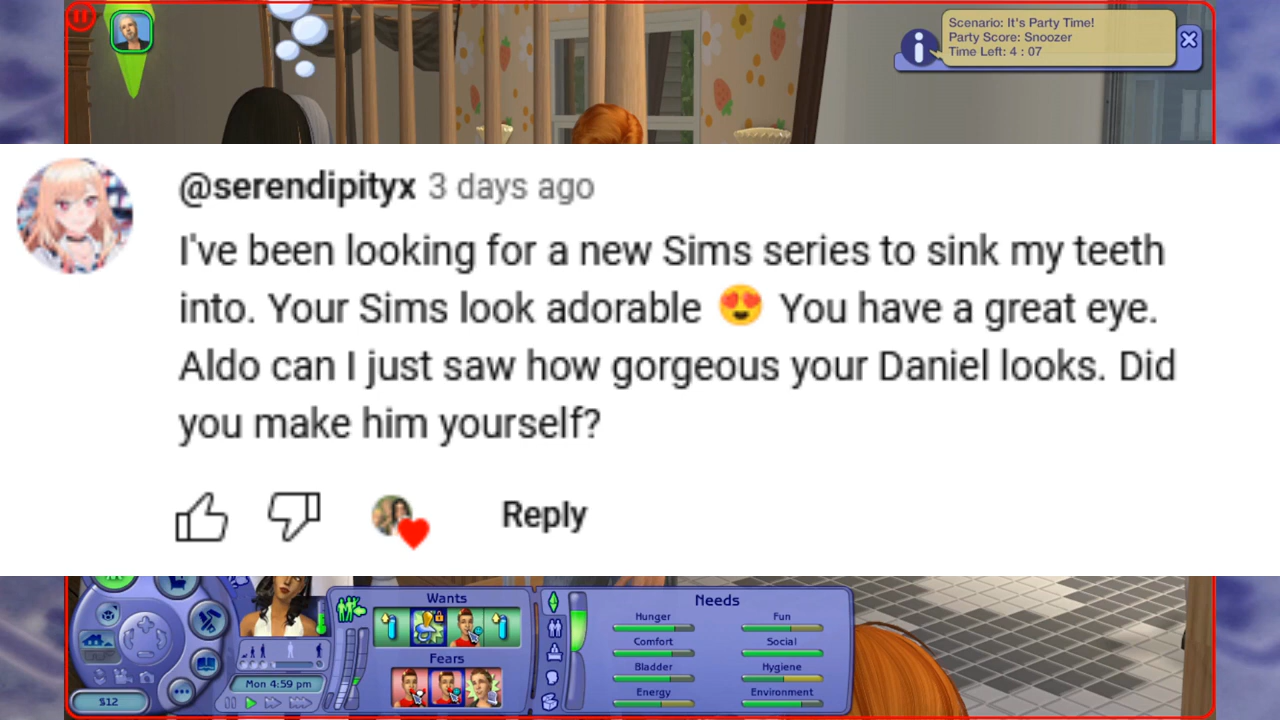 Scenario: It's Party Time!
Party Score: Snoozer
Time Left: 4 : 07
@serendipityx 3 days ago
I've been looking for a new Sims series to sink my teeth
into. Your Sims look adorable 😍 You have a great eye.
Aldo can I just saw how gorgeous your Daniel looks. Did
you make him yourself?
Reply
Wants
Fears
Mon 4:59 pm
§12
Needs
Hunger
Fun
Comfort
Social
Bladder
Hygiene
Energy
Environment